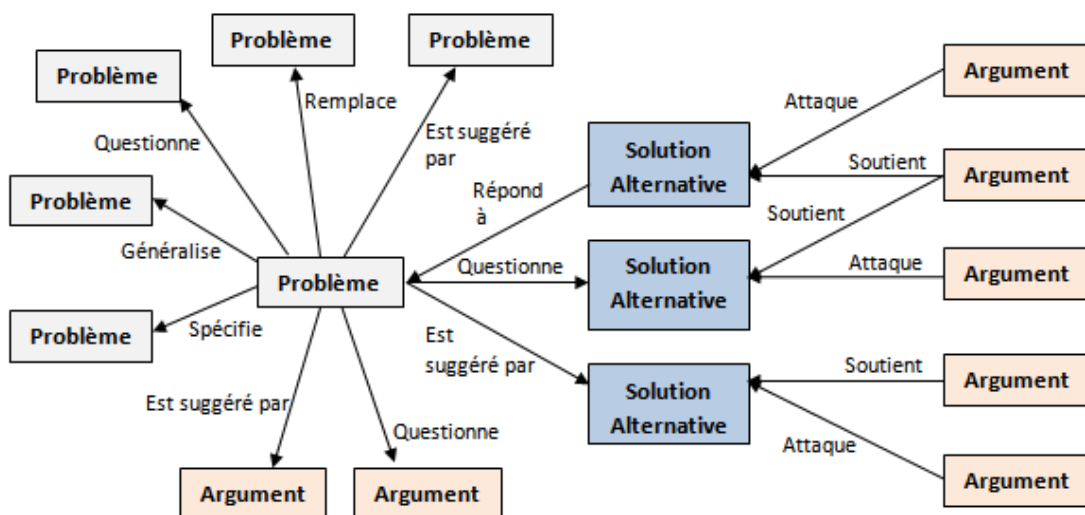 Problème
Problème
Problème
Argument
Remplace
Attaque
Questionne
Est suggéré
par
Solution
Alternative
Soutient
Argument
Problème
Répond
à
Soutient
Généralise
Problème
Questionne
Solution
Alternative
Attaque
Argument
Problème
Spécifie
Est
suggéré par
Solution
Alternative
Soutient
Argument
Est suggéré par
Questionne
Attaque
Argument
Argument
Argument